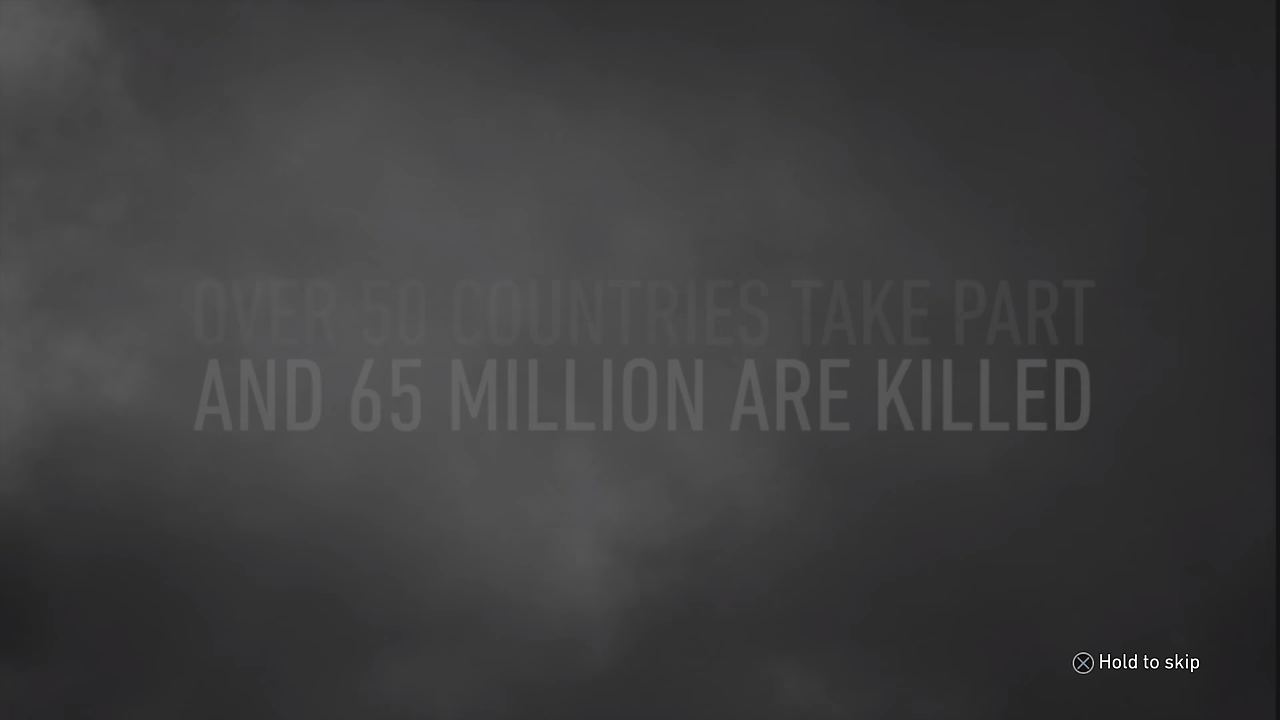 OVER 50 COUNTRIES TAKE PART
AND 65 MILLION ARE KILLED
Hold to skip